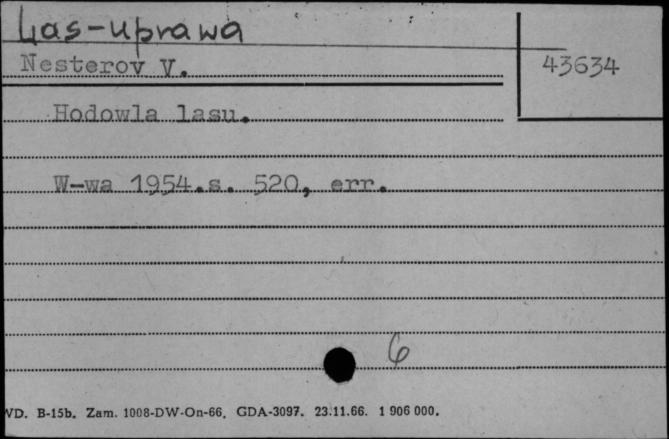 Las-uprawa
Nesterov V.
43634
Hodowla lasu.
W-wa 1954.s. 520, err.
6
WD. B-15b. Zam. 1008-DW-On-66. GDA-3097. 23.11.66. 1 906 000.